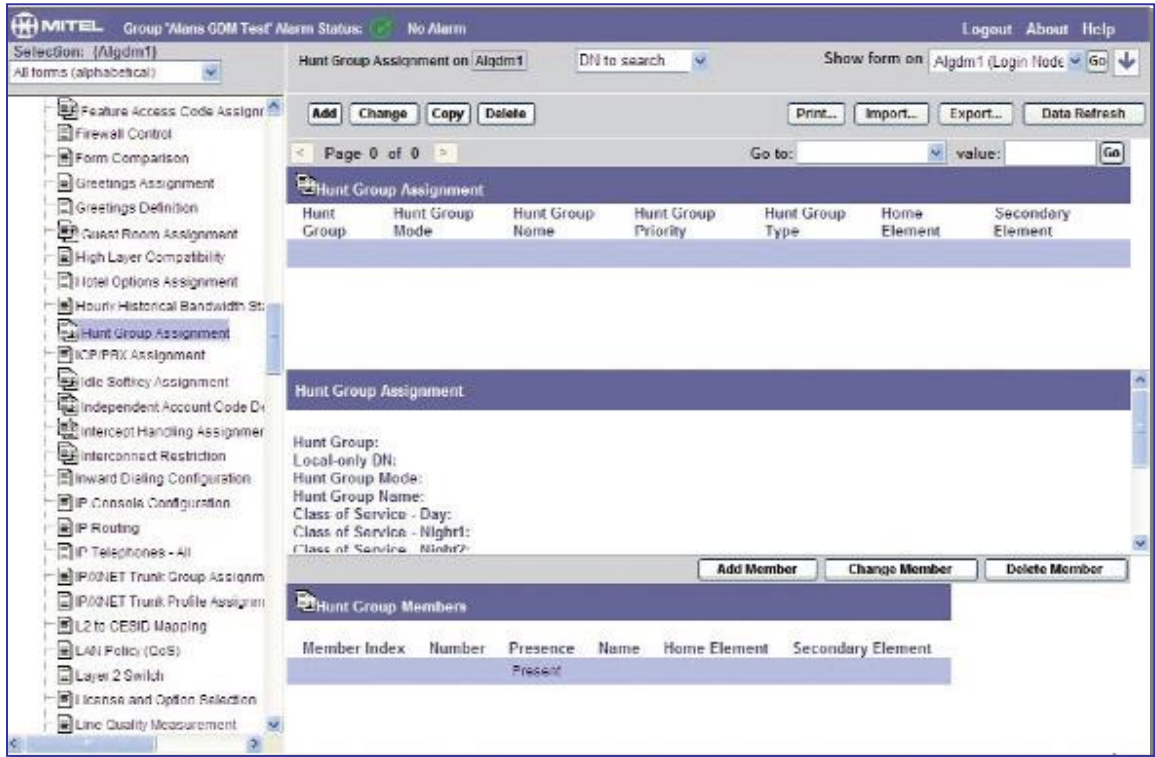 MITEL Group "Alans GDM Test" Alarm Status: No Alarm Logout About Help
Selection: (Algdm1)
All forms (alphabetical)
Hunt Group Assignment on Algdm1 DN to search Show form on Algdm1 (Login Node Go
Add Change Copy Delete Print... Import... Export... Data Refresh
< Page 0 of 0 > Go to: value: Go
Feature Access Code Assignr
Firewall Control
Form Comparison
Greetings Assignment
Greetings Definition
Guest Room Assignment
High Layer Compatibility
Hotel Options Assignment
Hourly Historical Bandwidth Sta
Hunt Group Assignment
ICP/PBX Assignment
Idle Softkey Assignment
Independent Account Code De
Intercept Handling Assignmer
Interconnect Restriction
Inward Dialing Configuration
IP Console Configuration
IP Routing
IP Telephones - All
IP/XNET Trunk Group Assignm
IP/XNET Trunk Profile Assignm
L2 to CESID Mapping
LAN Policy (QoS)
Layer 2 Switch
License and Option Selection
Line Quality Measurement
Hunt Group Assignment
Hunt Group Hunt Group Mode Hunt Group Name Hunt Group Priority Hunt Group Type Home Element Secondary Element
Hunt Group Assignment
Hunt Group:
Local-only DN:
Hunt Group Mode:
Hunt Group Name:
Class of Service - Day:
Class of Service - Night1:
Class of Service - Night2:
Add Member Change Member Delete Member
Hunt Group Members
Member Index Number Presence Name Home Element Secondary Element
Present